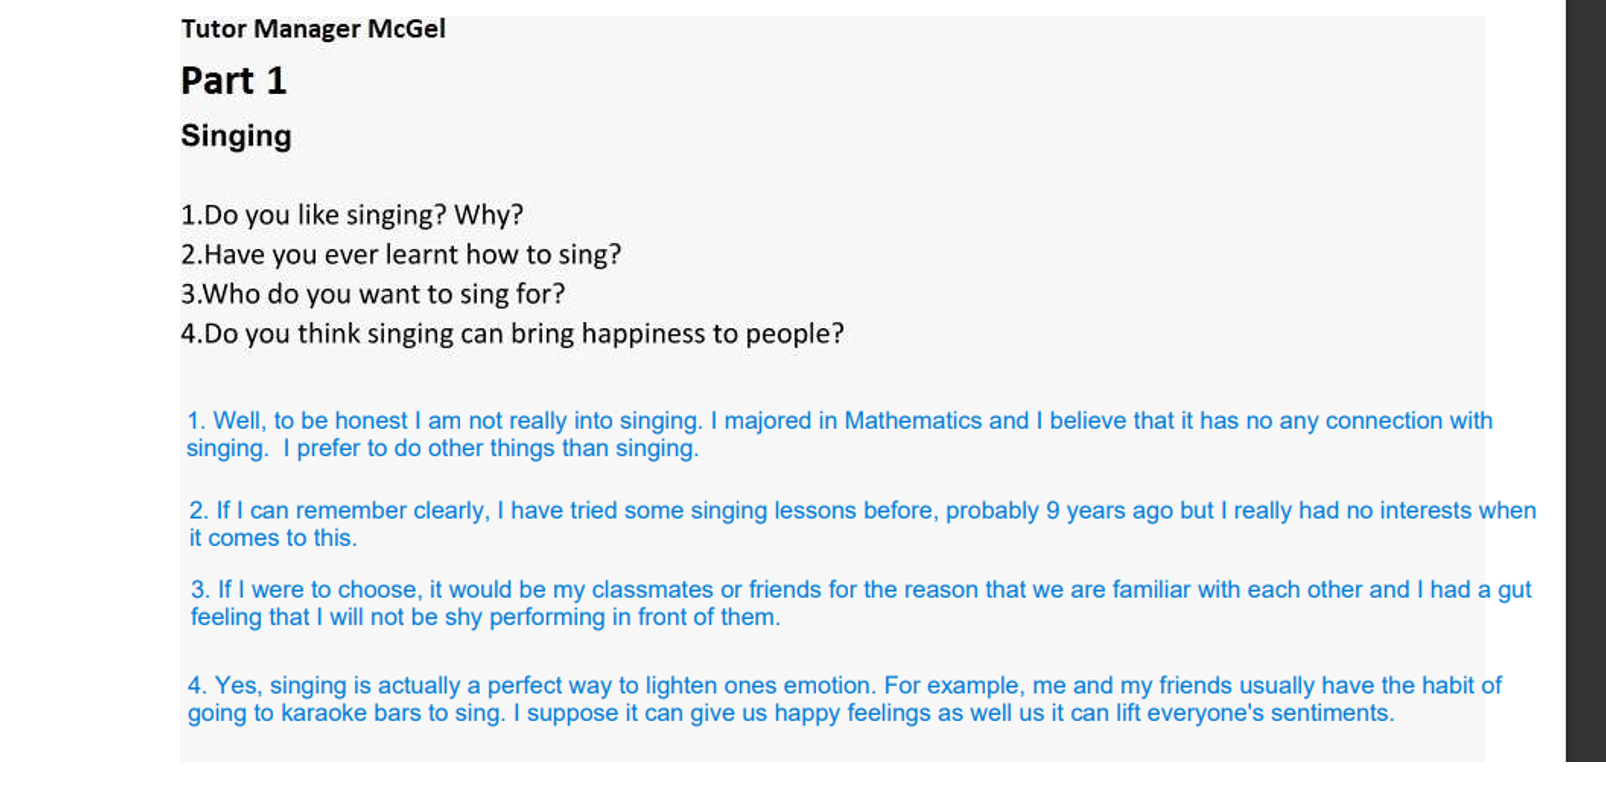 Tutor Manager McGel
Part 1
Singing
1.Do you like singing? Why?
2.Have you ever learnt how to sing?
3.Who do you want to sing for?
4.Do you think singing can bring happiness to people?
1. Well, to be honest I am not really into singing. I majored in Mathematics and I believe that it has no any connection with
singing.  I prefer to do other things than singing.
2. If I can remember clearly, I have tried some singing lessons before, probably 9 years ago but I really had no interests when
it comes to this.
3. If I were to choose, it would be my classmates or friends for the reason that we are familiar with each other and I had a gut
feeling that I will not be shy performing in front of them.
4. Yes, singing is actually a perfect way to lighten ones emotion. For example, me and my friends usually have the habit of
going to karaoke bars to sing. I suppose it can give us happy feelings as well us it can lift everyone's sentiments.